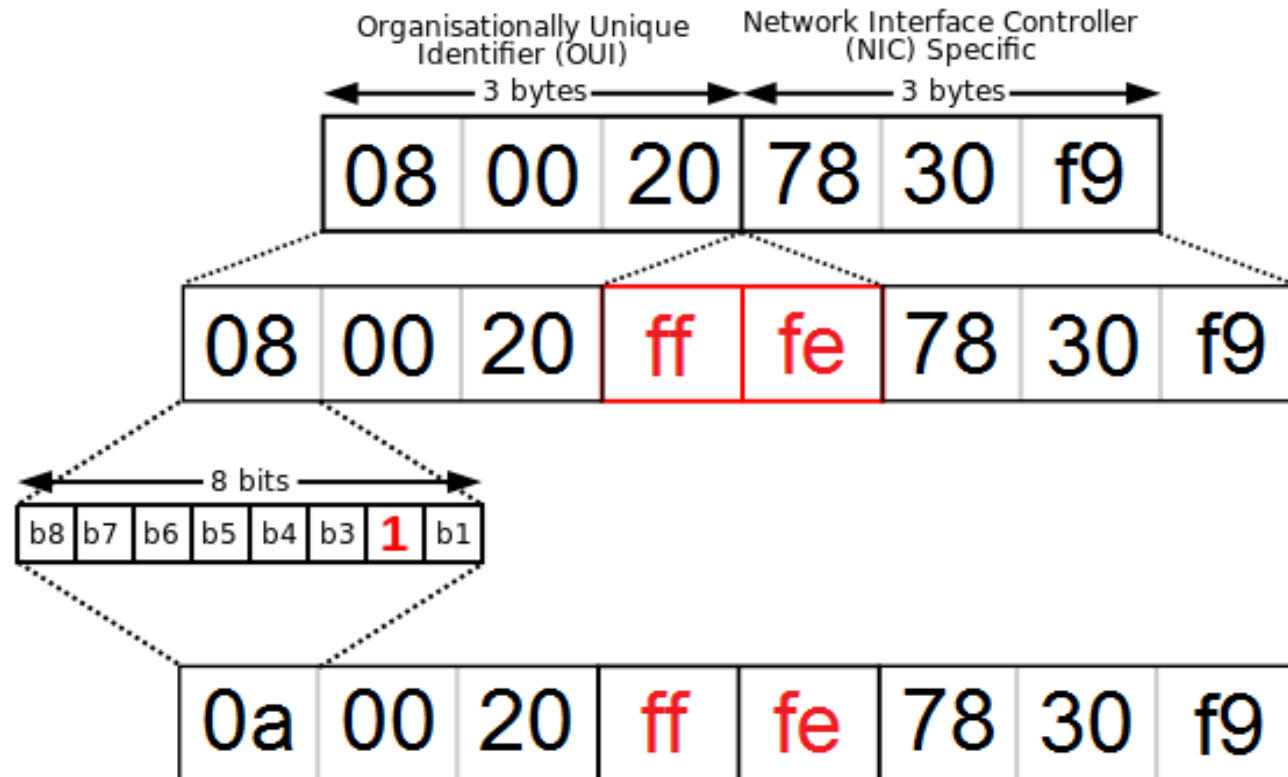 Organisationally Unique
Identifier (OUI)
Network Interface Controller
(NIC) Specific
3 bytes
3 bytes
08 00 20 78 30 f9
08 00 20 ff fe 78 30 f9
8 bits
b8 b7 b6 b5 b4 b3 1 b1
0a 00 20 ff fe 78 30 f9